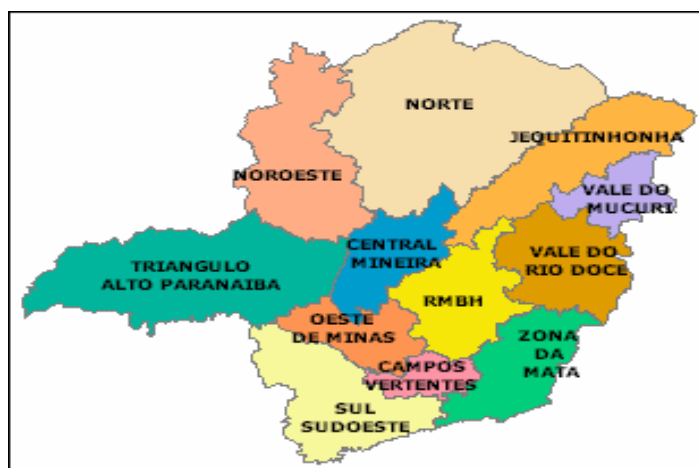 NORTE
JEQUITINHONHA
NOROESTE
VALE DO
MUCURI
CENTRAL
MINEIRA
VALE DO
RIO DOCE
TRIANGULO
ALTO PARANAIBA
RMBH
OESTE
DE MINAS
ZONA
DA
MATA
CAMPOS
VERTENTES
SUL
SUDOESTE